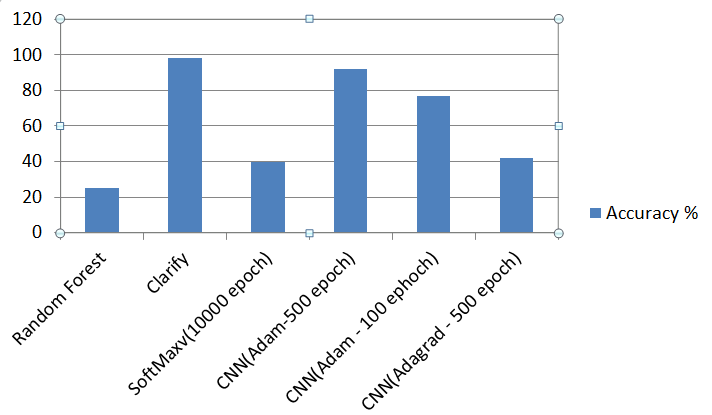 120
100
80
60
40
20
0
Random Forest
Clarify
SoftMaxv(10000 epoch)
CNN(Adam-500 epoch)
CNN(Adam - 100 ephoch)
CNN(Adagrad - 500 epoch)
Accuracy %